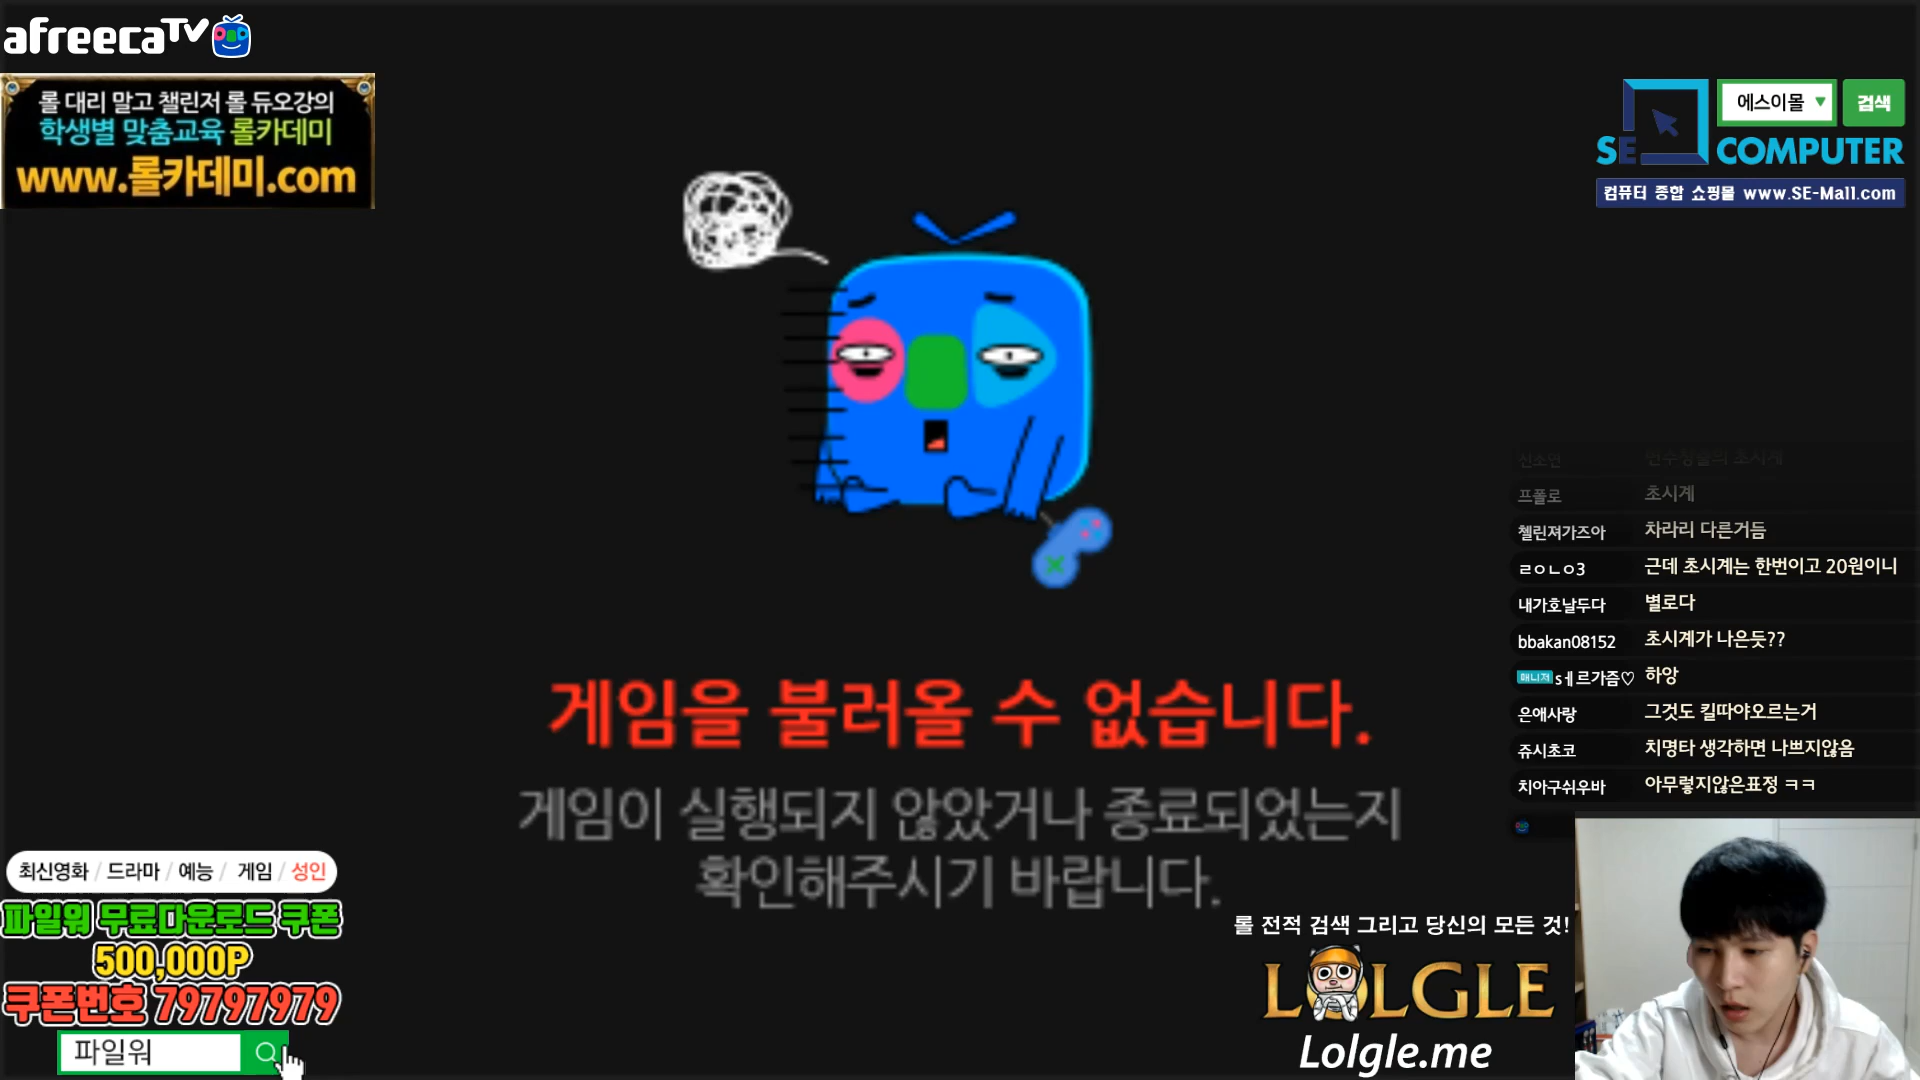 afreecaTV
롤 대리 말고 챌린저 롤 듀오강의
학생별 맞춤교육 롤카데미
www.롤카데미.com
에스이몰 ▼ 검색
SE COMPUTER
컴퓨터 종합 쇼핑몰 www.SE-Mall.com
게임을 불러올 수 없습니다.
게임이 실행되지 않았거나 종료되었는지
확인해주시기 바랍니다.
신소연 초시계
프폴로 초시계
첼린져가즈아 차라리 다른거듬
ㄹㅇㄴㅇ3 근데 초시계는 한번이고 20원이니
내가호날두다 별로다
bbakan08152 초시계가 나은듯??
매니저 sㅔ르가즘♡ 하앙
은애사랑 그것도 킬따야오르는거
쥬시초코 치명타 생각하면 나쁘지않음
치아구쉬우바 아무렇지않은표정 ㅋㅋ
최신영화 / 드라마 / 예능 / 게임 / 성인
파일워 무료다운로드 쿠폰
500,000P
쿠폰번호 79797979
파일워
롤 전적 검색 그리고 당신의 모든 것!
LOLGLE
Lolgle.me